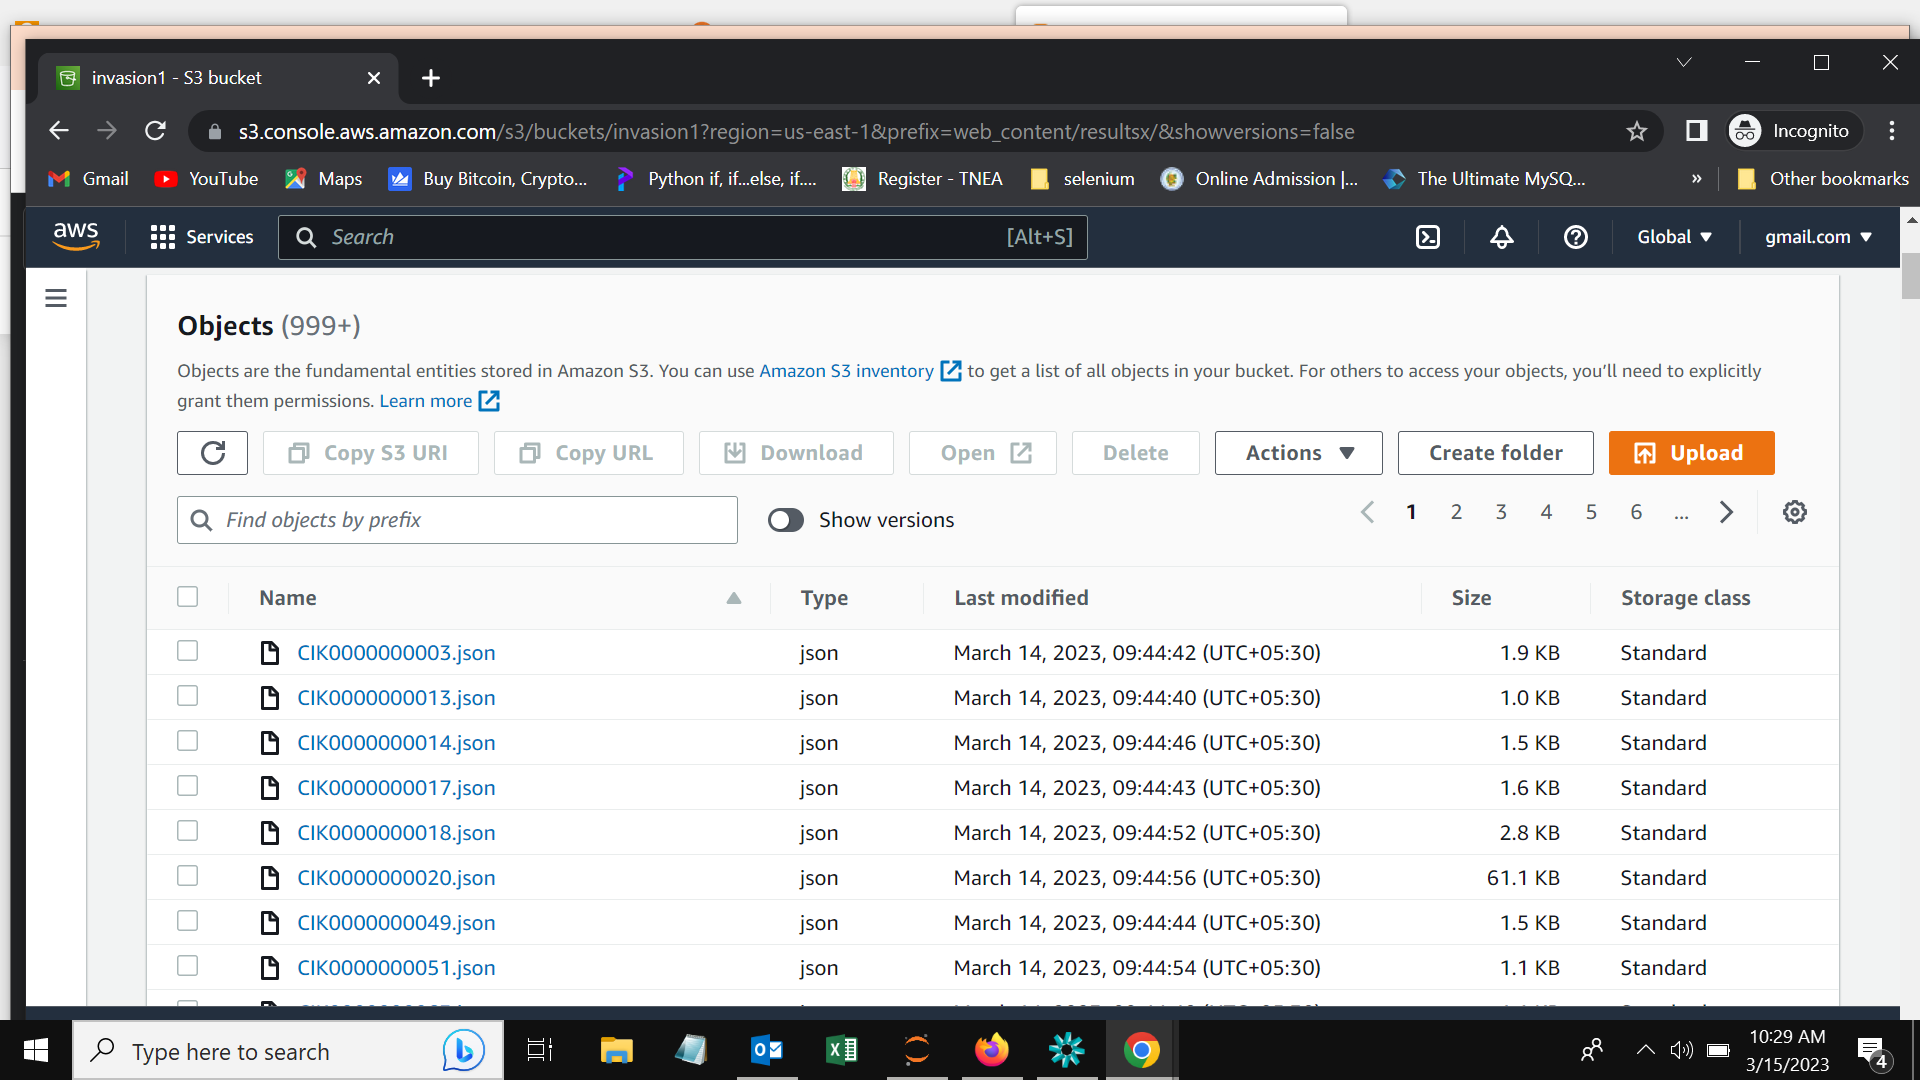 invasion1 - S3 bucket
s3.console.aws.amazon.com/s3/buckets/invasion1?region=us-east-1&prefix=web_content/resultsx/&showversions=false
Incognito
Gmail YouTube Maps Buy Bitcoin, Crypto... Python if, if...else, if.... Register - TNEA selenium Online Admission |... The Ultimate MySQ... » Other bookmarks
aws Services Search [Alt+S] Global gmail.com
Objects (999+)
Objects are the fundamental entities stored in Amazon S3. You can use Amazon S3 inventory to get a list of all objects in your bucket. For others to access your objects, you'll need to explicitly
grant them permissions. Learn more
Copy S3 URI Copy URL Download Open Delete Actions Create folder Upload
Find objects by prefix Show versions 1 2 3 4 5 6 ...
Name Type Last modified Size Storage class
CIK0000000003.json json March 14, 2023, 09:44:42 (UTC+05:30) 1.9 KB Standard
CIK0000000013.json json March 14, 2023, 09:44:40 (UTC+05:30) 1.0 KB Standard
CIK0000000014.json json March 14, 2023, 09:44:46 (UTC+05:30) 1.5 KB Standard
CIK0000000017.json json March 14, 2023, 09:44:43 (UTC+05:30) 1.6 KB Standard
CIK0000000018.json json March 14, 2023, 09:44:52 (UTC+05:30) 2.8 KB Standard
CIK0000000020.json json March 14, 2023, 09:44:56 (UTC+05:30) 61.1 KB Standard
CIK0000000049.json json March 14, 2023, 09:44:44 (UTC+05:30) 1.5 KB Standard
CIK0000000051.json json March 14, 2023, 09:44:54 (UTC+05:30) 1.1 KB Standard
Type here to search
10:29 AM
3/15/2023
4